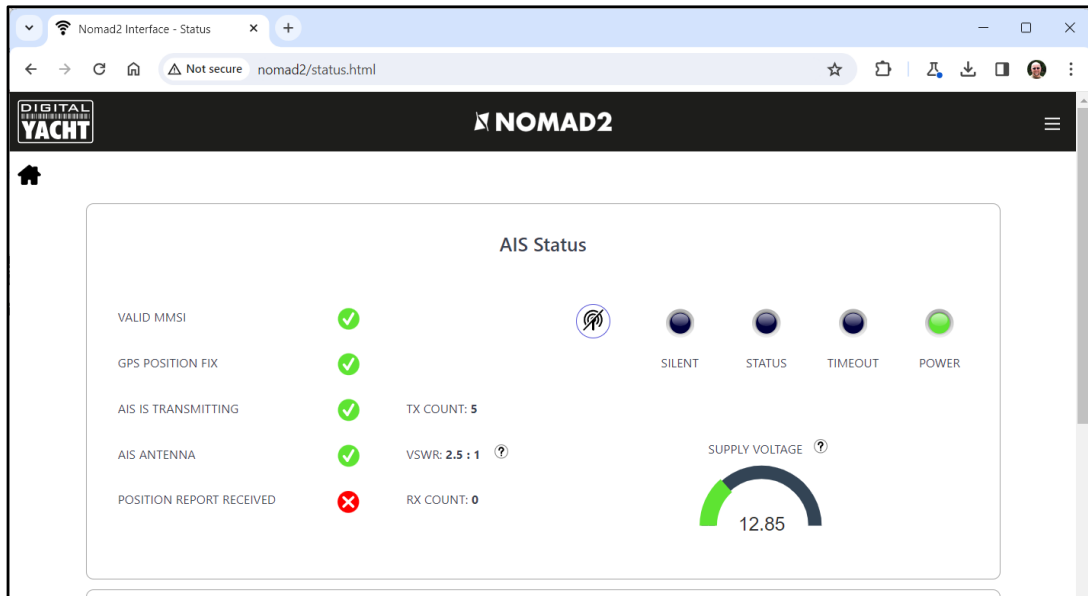 Nomad2 Interface - Status
Not secure nomad2/status.html
DIGITAL
YACHT
NOMAD2
AIS Status
VALID MMSI
SILENT STATUS TIMEOUT POWER
GPS POSITION FIX
AIS IS TRANSMITTING TX COUNT: 5
AIS ANTENNA VSWR: 2.5 : 1 ?
SUPPLY VOLTAGE ?
POSITION REPORT RECEIVED RX COUNT: 0
12.85